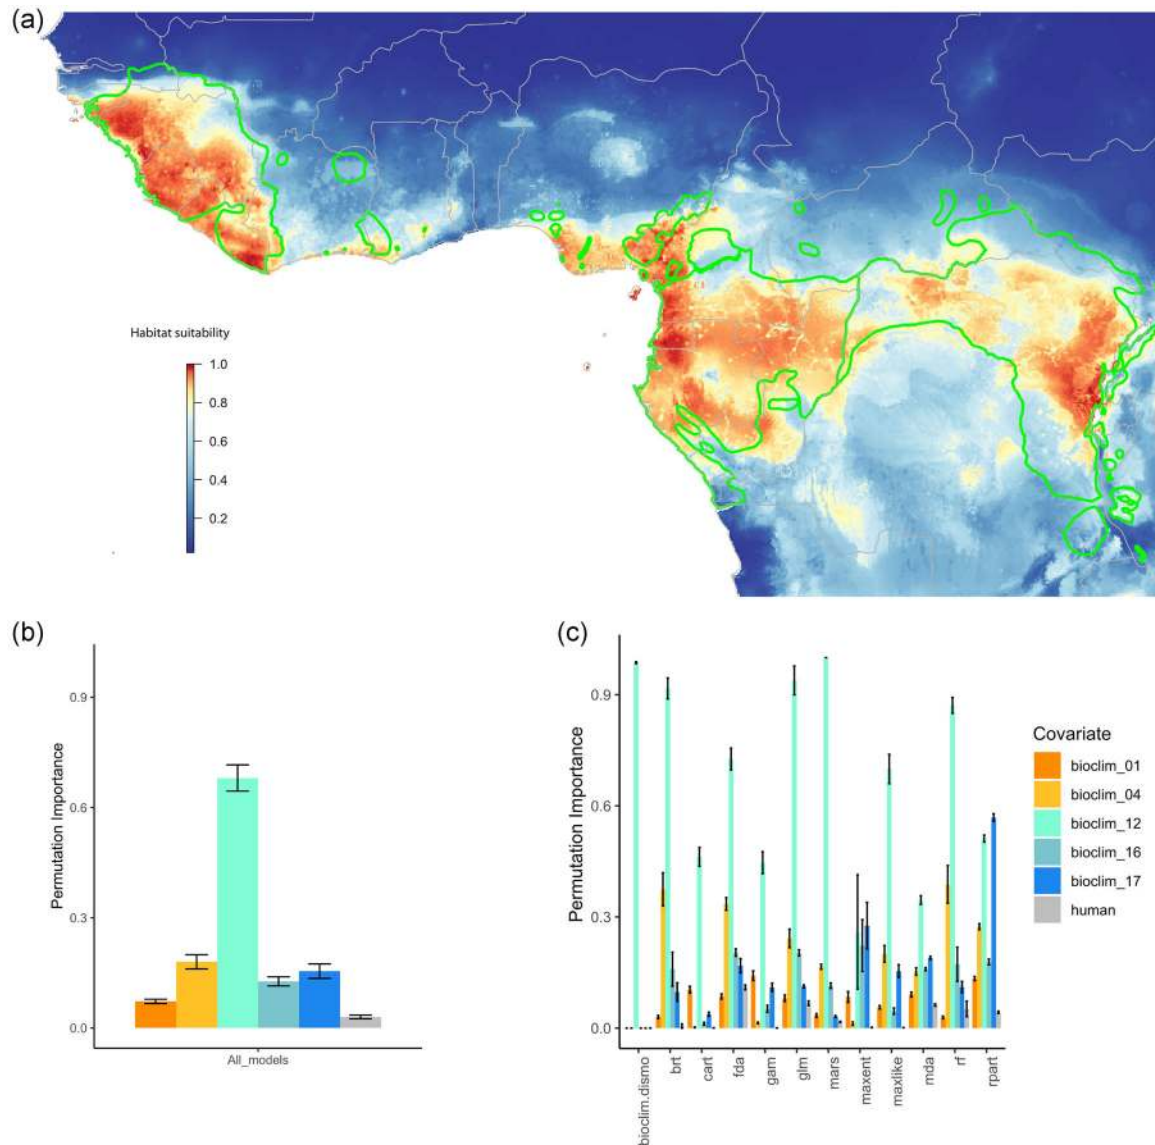 (a)
Habitat suitability
1.0
0.8
0.6
0.4
0.2
(b)
Permutation Importance
0.9
0.6
0.3
0.0
All_models
(c)
Permutation Importance
0.9
0.6
0.3
0.0
bioclim.dismo
brt
cart
fda
gam
glm
mars
maxent
maxlike
mda
rf
rpart
Covariate
bioclim_01
bioclim_04
bioclim_12
bioclim_16
bioclim_17
human